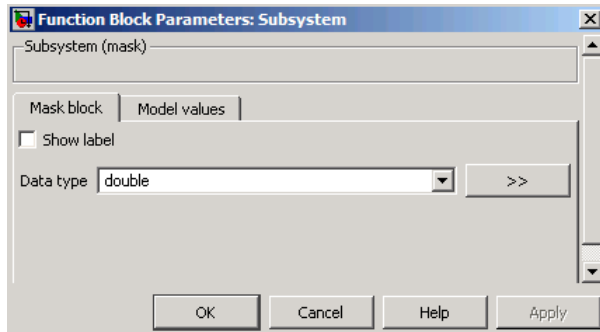 Function Block Parameters: Subsystem
Subsystem (mask)
Mask block Model values
Show label
Data type double >>
OK Cancel Help Apply